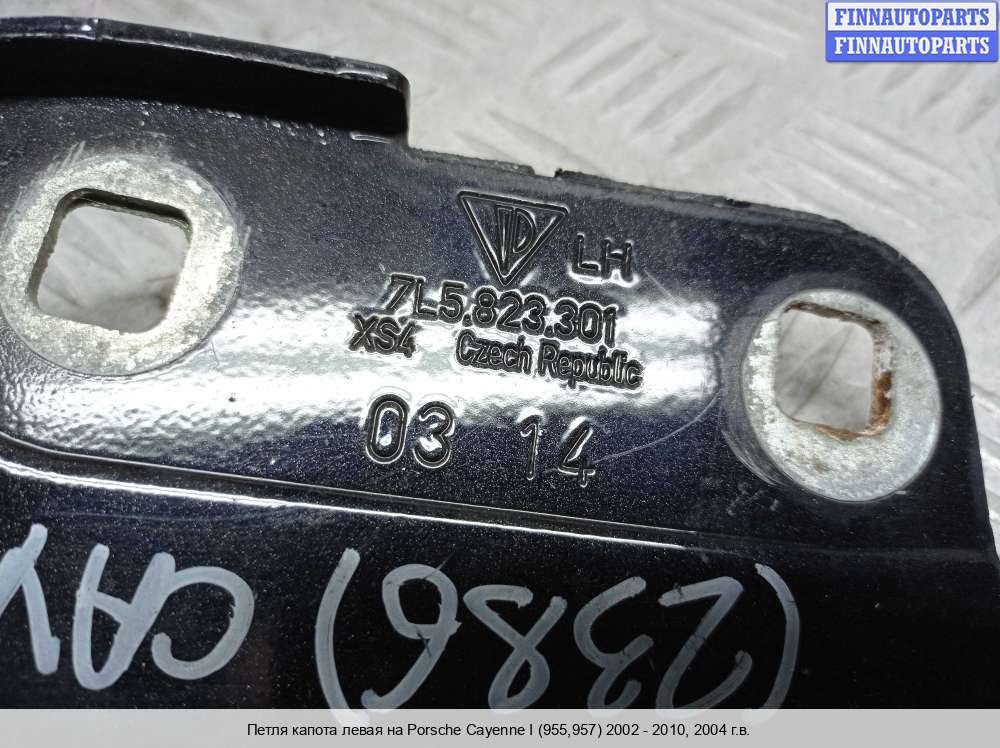 FINNAUTOPARTS
FINNAUTOPARTS
LH
7L5.823.301
XS4 Czech Republic
03 14
(2386) CAY
Петля капота левая на Porsche Cayenne I (955,957) 2002 - 2010, 2004 г.в.